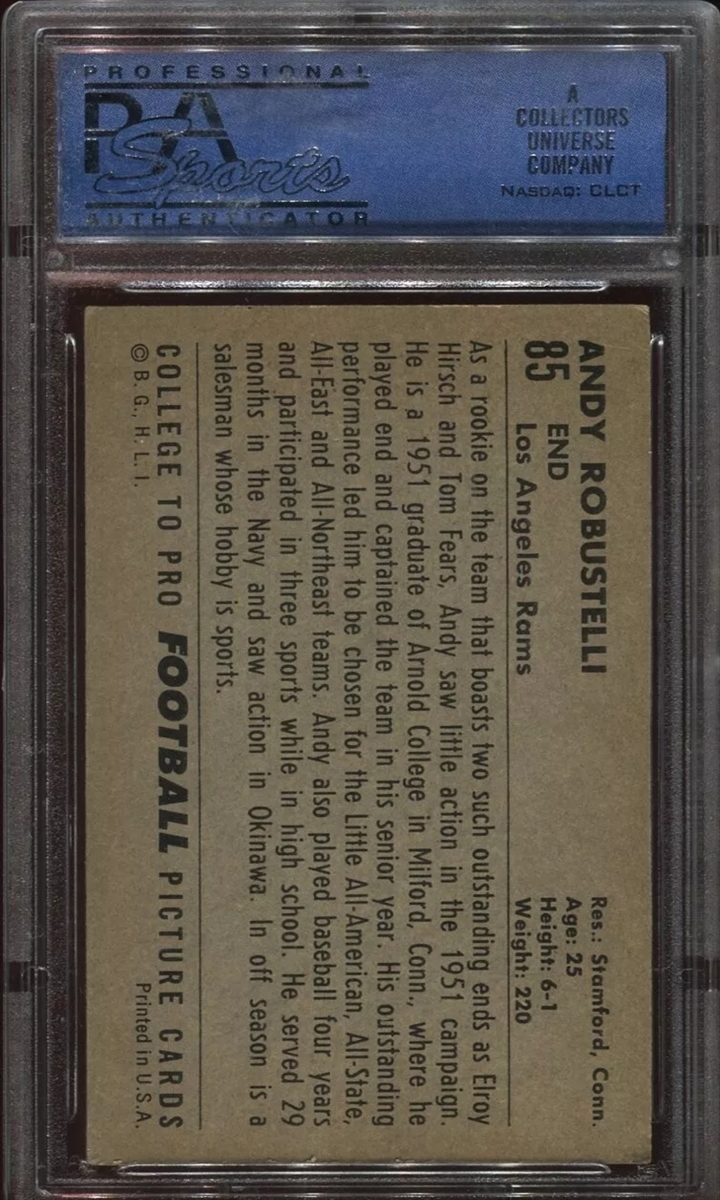 PROFESSIONAL
PSA
Sports
AUTHENTICATOR
A
COLLECTORS
UNIVERSE
COMPANY
NASDAQ: CLCT
ANDY ROBUSTELLI
85 END
Los Angeles Rams
Res.: Stamford, Conn.
Age: 25
Height: 6-1
Weight: 220
As a rookie on the team that boasts two such outstanding ends as Elroy
Hirsch and Tom Fears, Andy saw little action in the 1951 campaign.
He is a 1951 graduate of Arnold College in Milford, Conn., where he
played end and captained the team in his senior year. His outstanding
performance led him to be chosen for the Little All-American, All-State,
All-East and All-Northeast teams. Andy also played baseball four years
and participated in three sports while in high school. He served 29
months in the Navy and saw action in Okinawa. In off season is a
salesman whose hobby is sports.
COLLEGE TO PRO FOOTBALL PICTURE CARDS
© B. G., H. L. I.
Printed in U.S.A.